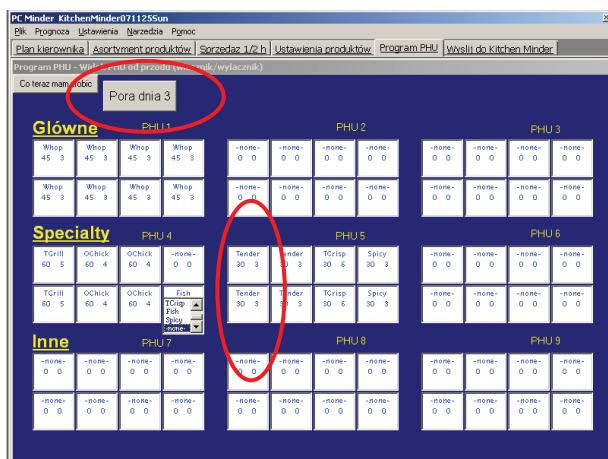 PC Minder KitchenMinder071125Sun
Plik Prognoza Ustawienia Narzedzia Pomoc
Plan kierownika Asortyment produktów Sprzedaz 1/2 h Ustawienia produktów Program PHU Wyslij do Kitchen Minder
Program PHU - Widok PHU od przodu (wlacznik/wylacznik)
Co teraz mam robic Pora dnia 3
Glówne PHU 1 PHU 2 PHU 3
Whop Whop Whop Whop -none- -none- -none- -none- -none- -none- -none- -none-
45 3 45 3 45 3 45 3 0 0 0 0 0 0 0 0 0 0 0 0 0 0 0 0
Whop Whop Whop Whop -none- -none- -none- -none- -none- -none- -none- -none-
45 3 45 3 45 3 45 3 0 0 0 0 0 0 0 0 0 0 0 0 0 0 0 0
Specialty PHU 4 PHU 5 PHU 6
TGrill OChick OChick -none- Tender Tender TCrisp Spicy -none- -none- -none- -none-
60 5 60 4 60 4 0 0 30 3 30 3 30 6 30 3 0 0 0 0 0 0 0 0
TGrill OChick OChick Fish Tender Tender TCrisp Spicy -none- -none- -none- -none-
60 5 60 4 60 4 30 3 30 3 30 6 30 3 0 0 0 0 0 0 0 0
TCrisp
Fish
Spicy
-none-
Inne PHU 7 PHU 8 PHU 9
-none- -none- -none- -none- -none- -none- -none- -none- -none- -none- -none- -none-
0 0 0 0 0 0 0 0 0 0 0 0 0 0 0 0 0 0 0 0 0 0 0 0
-none- -none- -none- -none- -none- -none- -none- -none- -none- -none- -none- -none-
0 0 0 0 0 0 0 0 0 0 0 0 0 0 0 0 0 0 0 0 0 0 0 0